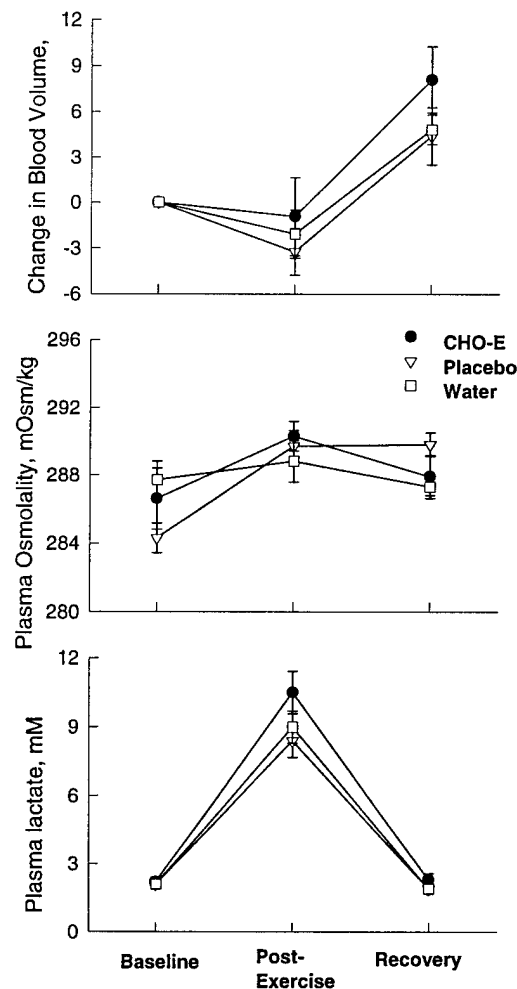 Change in Blood Volume,
12
9
6
3
0
-3
-6
Plasma Osmolality, mOsm/kg
296
292
288
284
280
CHO-E
Placebo
Water
Plasma lactate, mM
12
9
6
3
0
Baseline
Post-
Exercise
Recovery